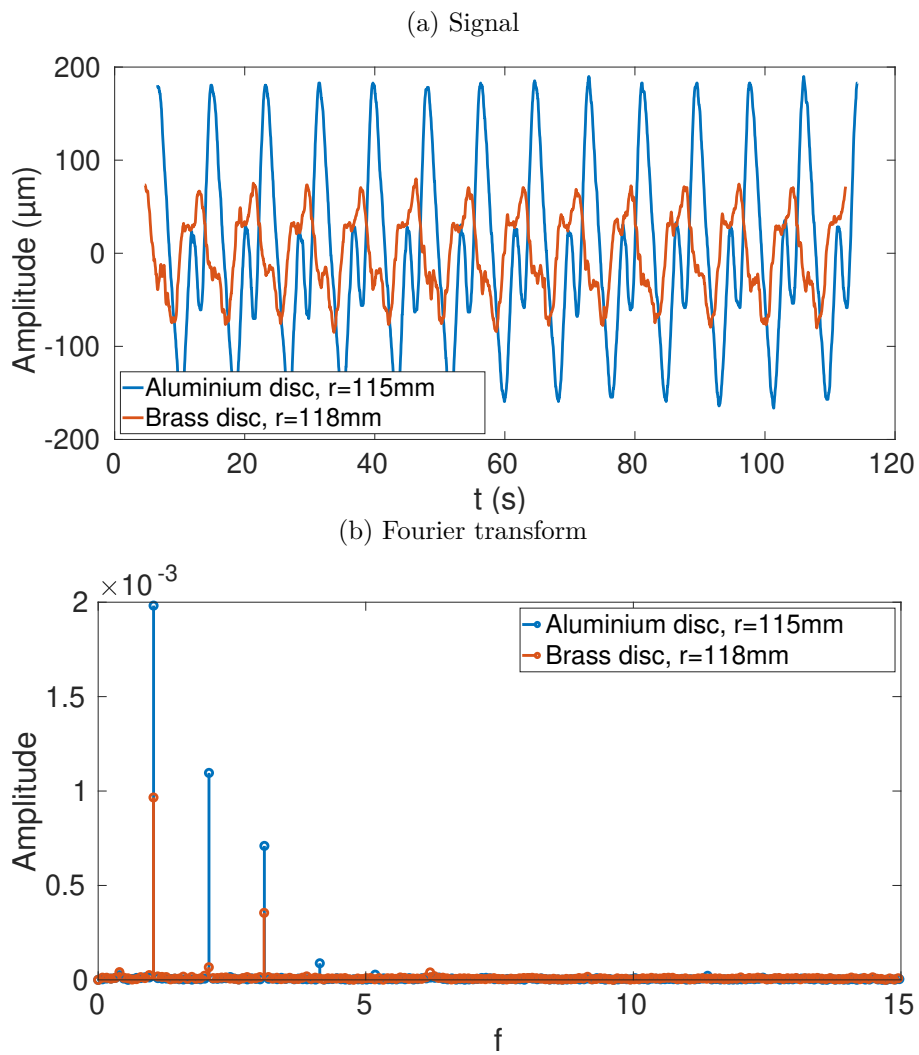 (a) Signal
200
100
0
-100
-200
Amplitude (μm)
Aluminium disc, r=115mm
Brass disc, r=118mm
0 20 40 60 80 100 120
t (s)
(b) Fourier transform
×10⁻³
2
1.5
1
0.5
0
Amplitude
Aluminium disc, r=115mm
Brass disc, r=118mm
0 5 10 15
f